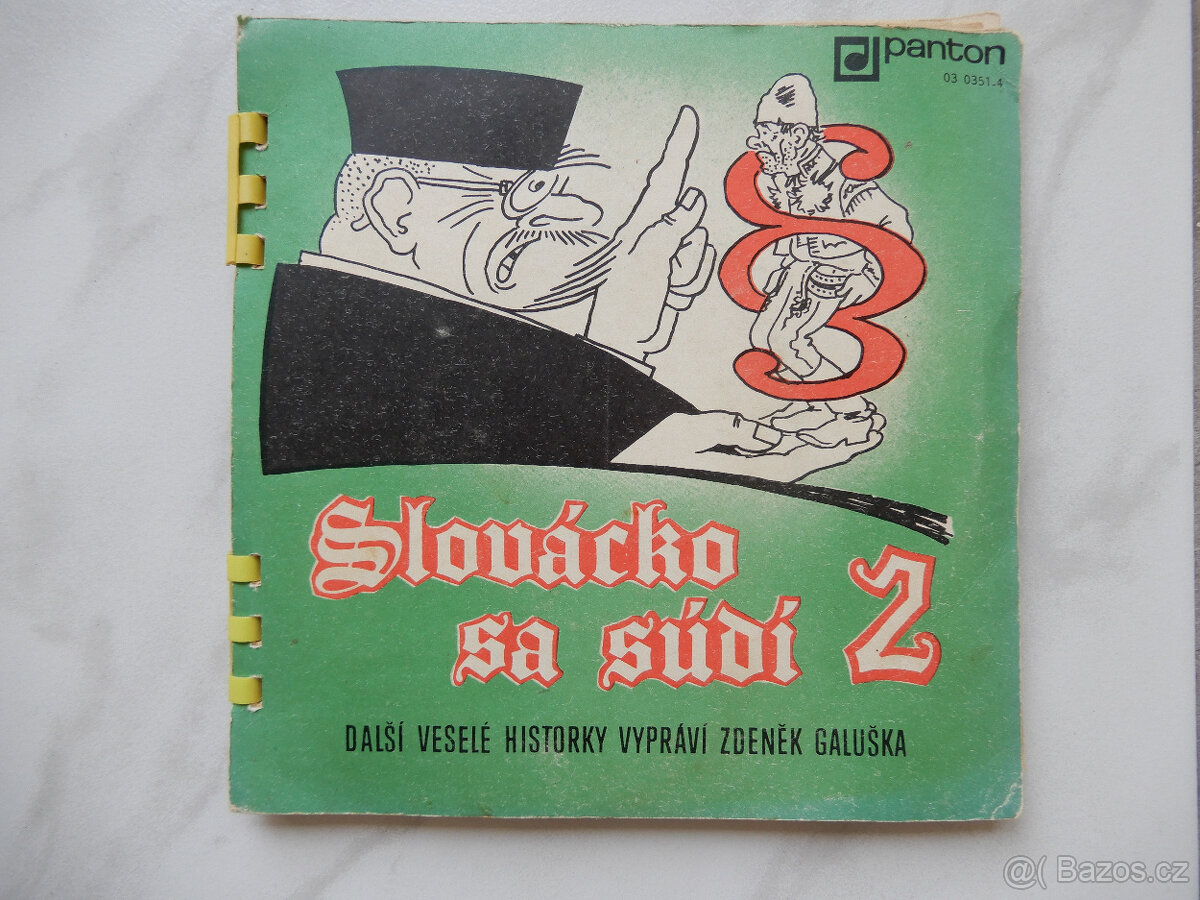 panton
03 0351-4
Slovácko
sa súdí 2
DALŠÍ VESELÉ HISTORKY VYPRÁVÍ ZDENĚK GALUŠKA
@( Bazos.cz